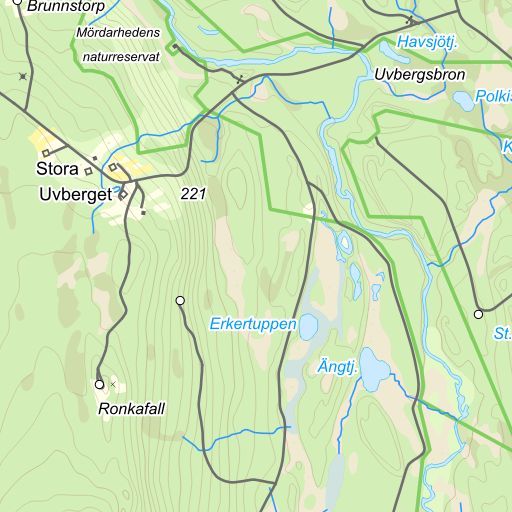 Brunnstorp
Mördarhedens
naturreservat
Havsjötj.
Uvbergsbron
Polkis
K
Stora
Uvberget
221
Erkertuppen
St.
Ängtj.
Ronkafall